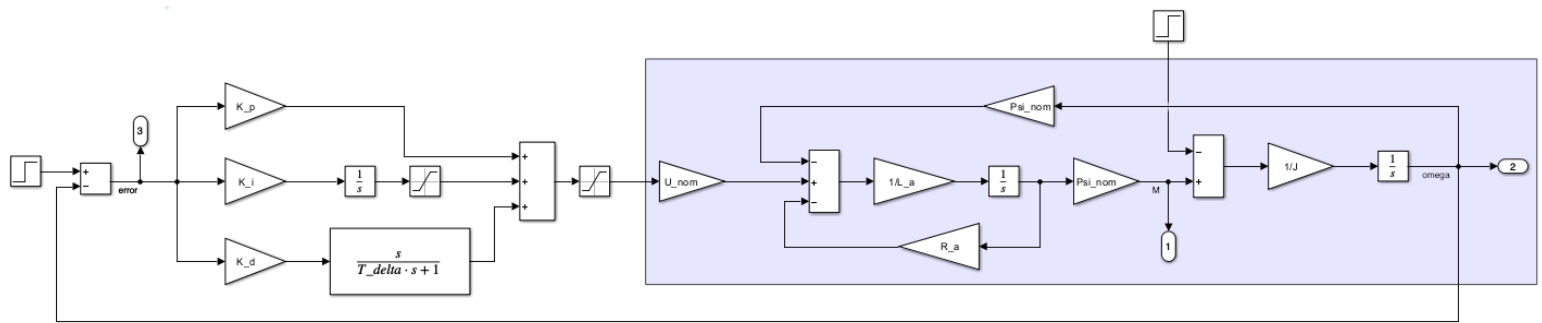 Psi_nom
K_p
3
+
−
error
K_i
1
s
+
+
+
U_nom
−
+
−
1/L_a
1
s
Psi_nom
M
−
+
1/J
1
s
omega
2
K_d
s
T_delta · s + 1
R_a
1